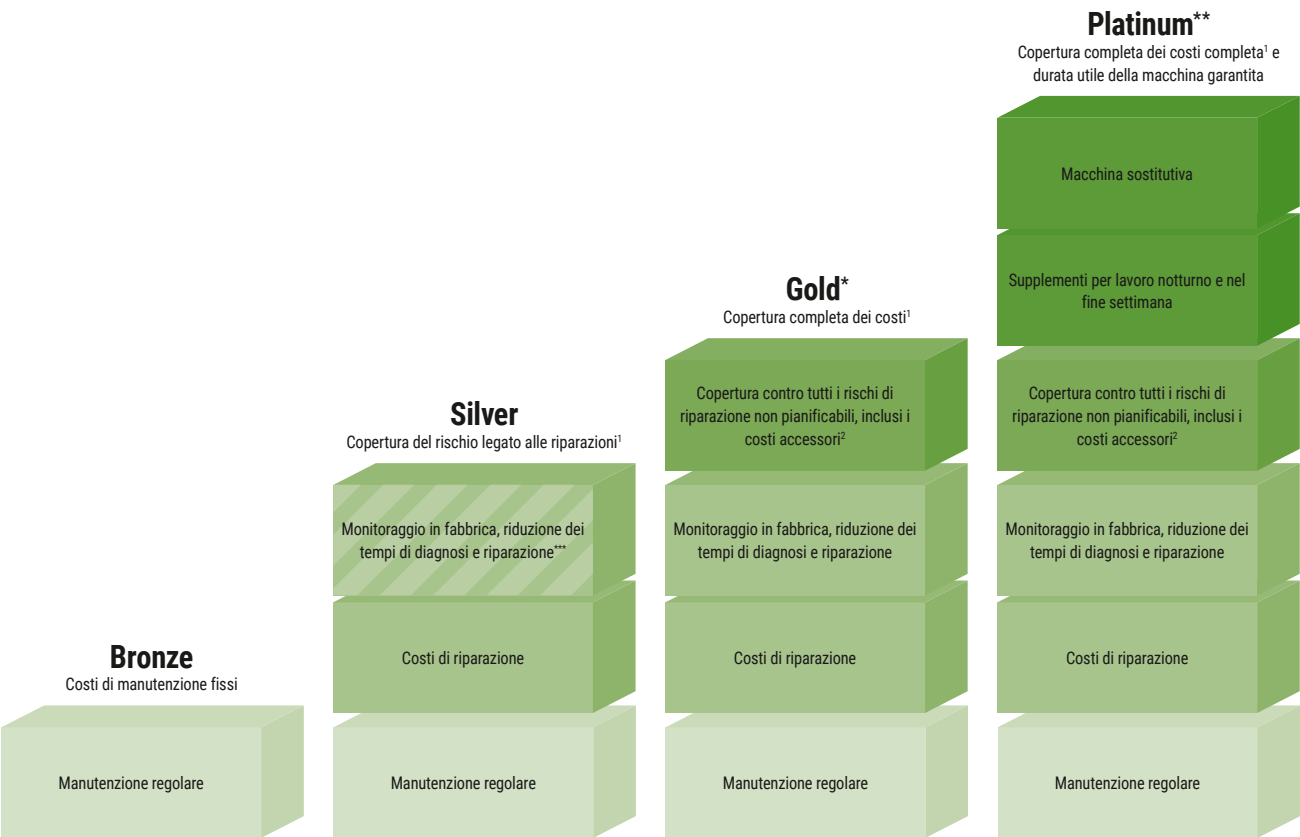 Bronze
Costi di manutenzione fissi
Manutenzione regolare
Silver
Copertura del rischio legato alle riparazioni¹
Monitoraggio in fabbrica, riduzione dei
tempi di diagnosi e riparazione***
Costi di riparazione
Manutenzione regolare
Gold*
Copertura completa dei costi¹
Copertura contro tutti i rischi di
riparazione non pianificabili, inclusi i
costi accessori²
Monitoraggio in fabbrica, riduzione dei
tempi di diagnosi e riparazione
Costi di riparazione
Manutenzione regolare
Platinum**
Copertura completa dei costi completa¹ e
durata utile della macchina garantita
Macchina sostitutiva
Supplementi per lavoro notturno e nel
fine settimana
Copertura contro tutti i rischi di
riparazione non pianificabili, inclusi i
costi accessori²
Monitoraggio in fabbrica, riduzione dei
tempi di diagnosi e riparazione
Costi di riparazione
Manutenzione regolare